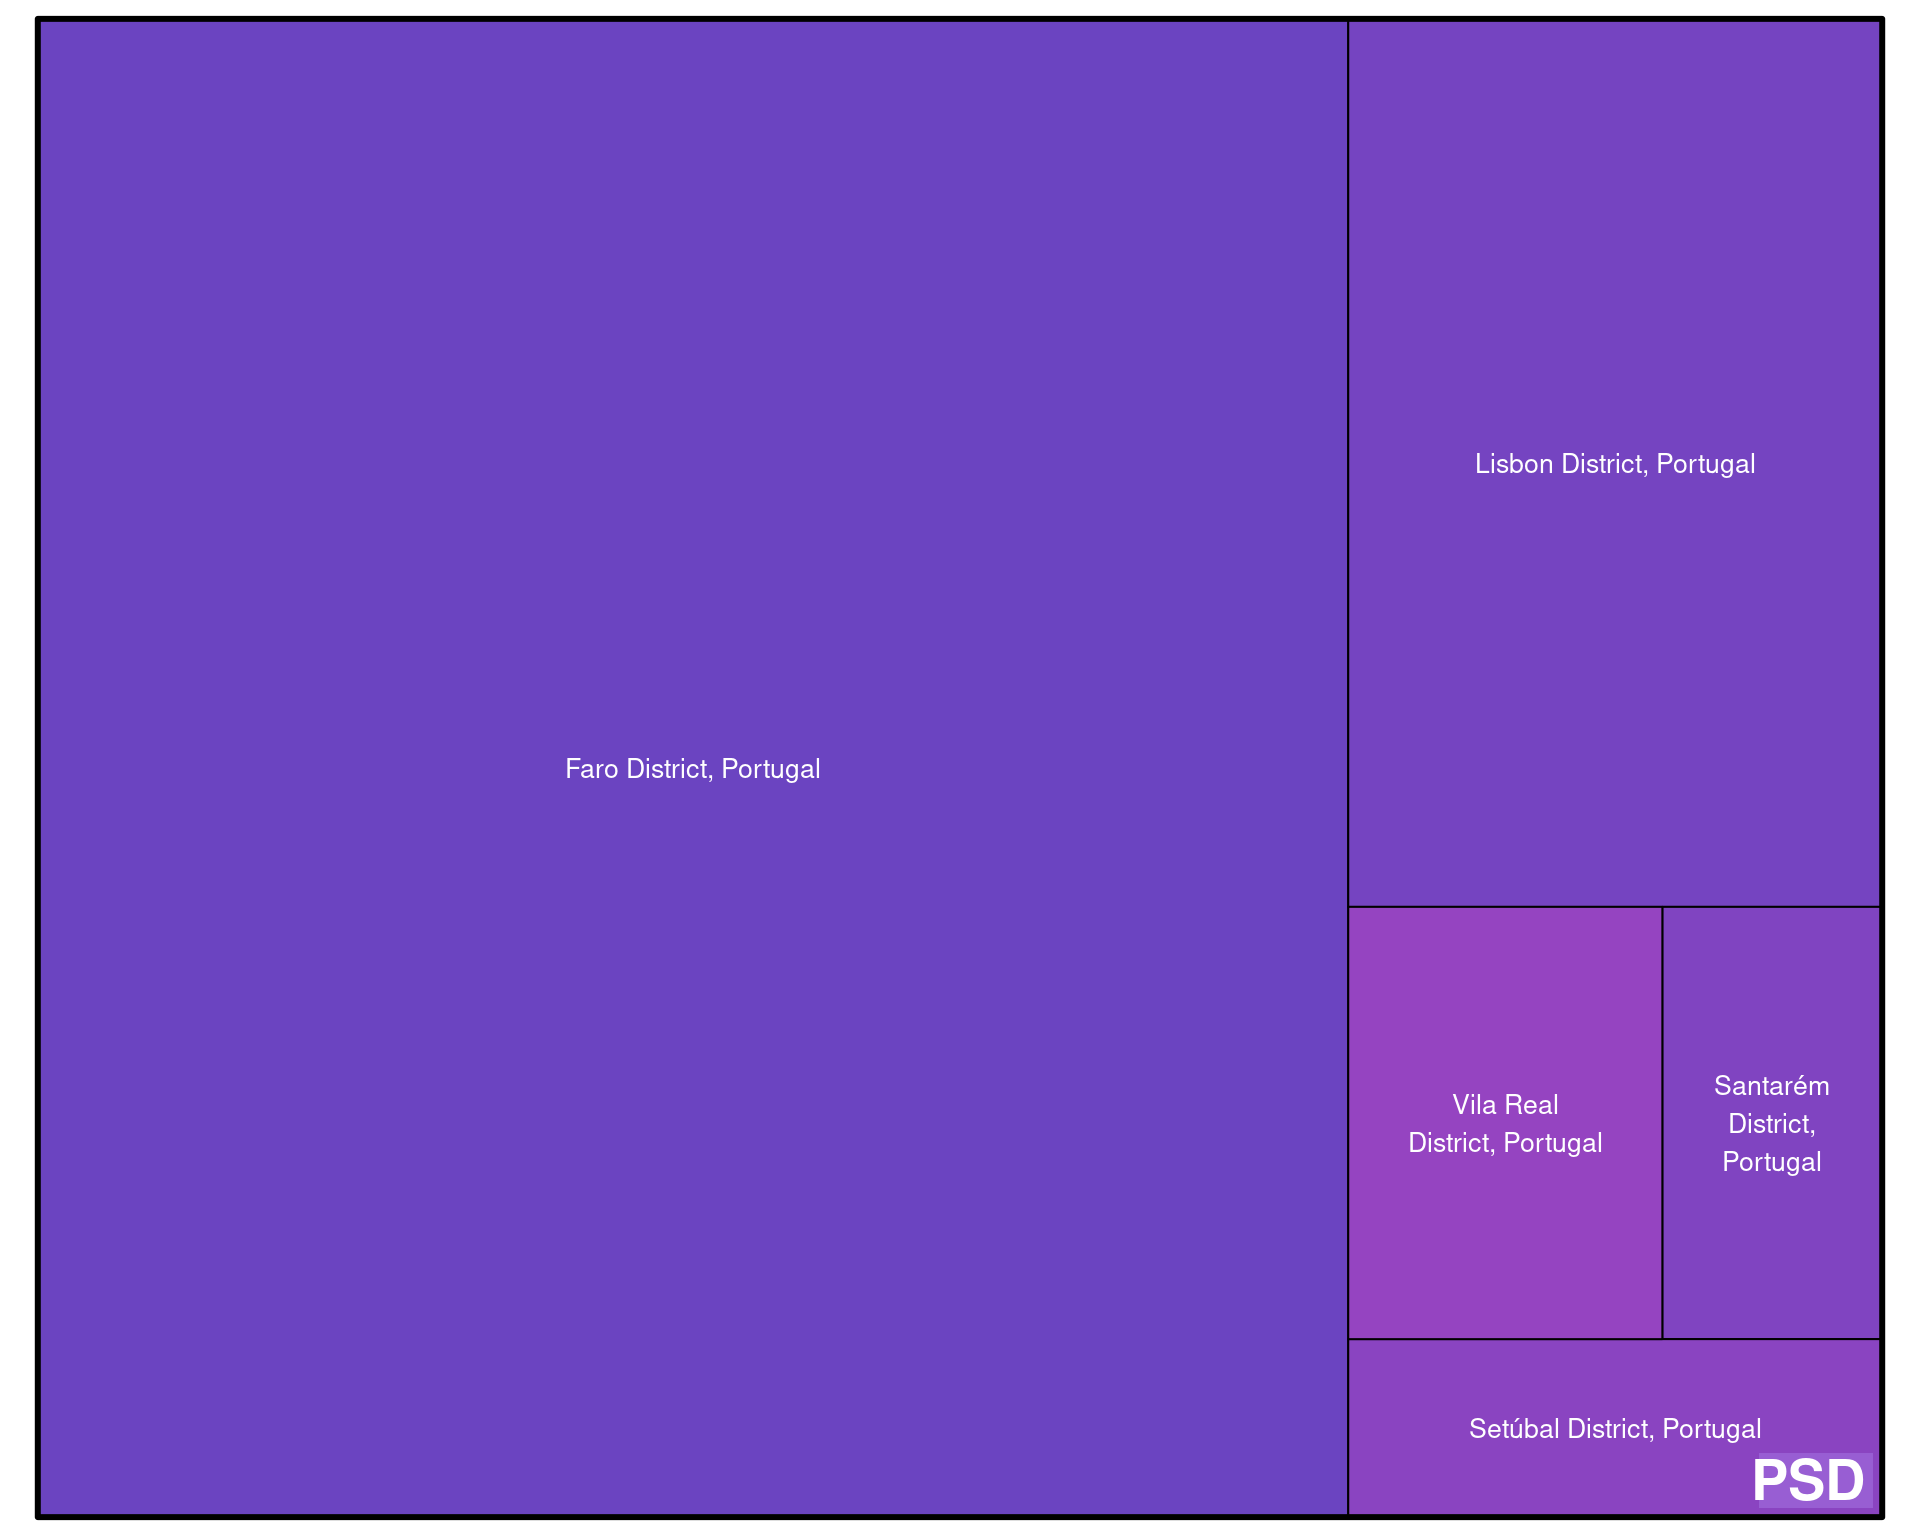 Lisbon District, Portugal
Faro District, Portugal
Vila Real
District, Portugal
Santarém
District,
Portugal
Setúbal District, Portugal
PSD